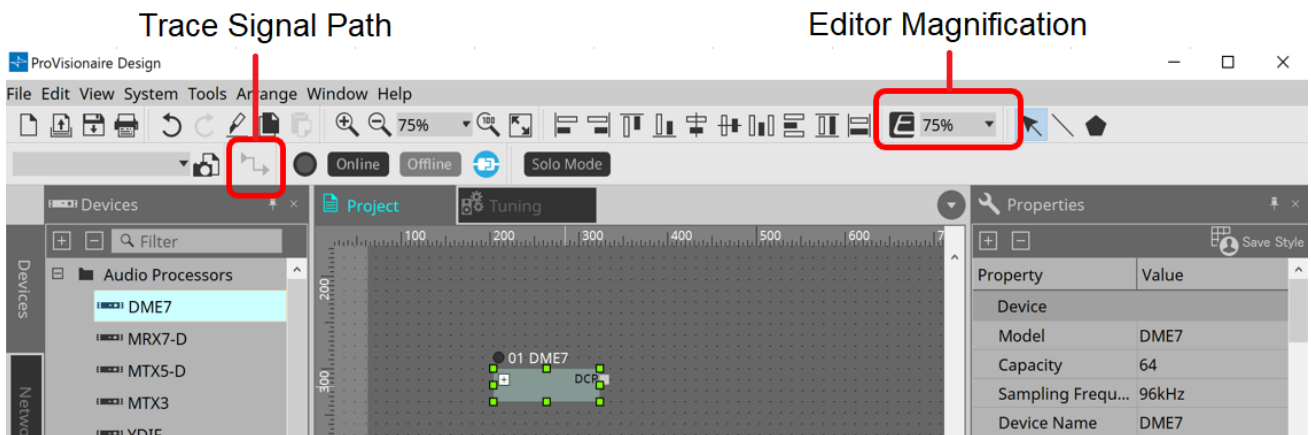 Trace Signal Path
Editor Magnification
ProVisionaire Design
File Edit View System Tools Arrange Window Help
75%
100
75%
Online
Offline
Solo Mode
Devices
Project
Tuning
Properties
Filter
100 200 300 400 500 600 7
Save Style
Devices
Audio Processors
200
Property Value
DME7
Device
MRX7-D
Model DME7
MTX5-D
01 DME7
Capacity 64
DCP
300
MTX3
Sampling Frequ... 96kHz
Netwo
Device Name DME7